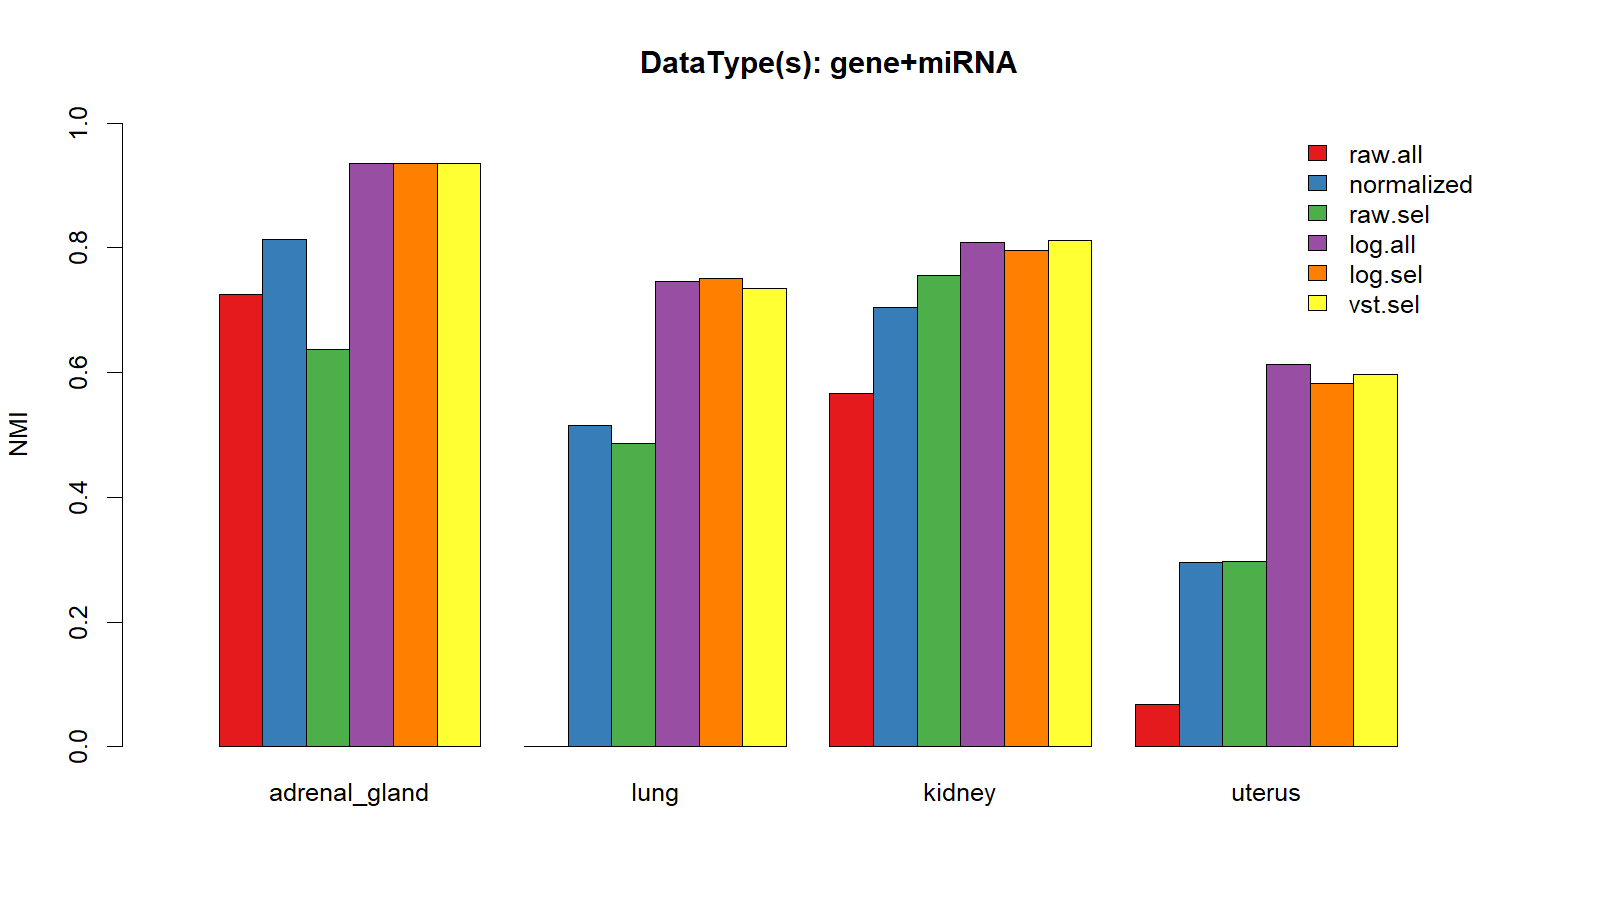 DataType(s): gene+miRNA
NMI
1.0
0.8
0.6
0.4
0.2
0.0
raw.all
normalized
raw.sel
log.all
log.sel
vst.sel
adrenal_gland lung kidney uterus